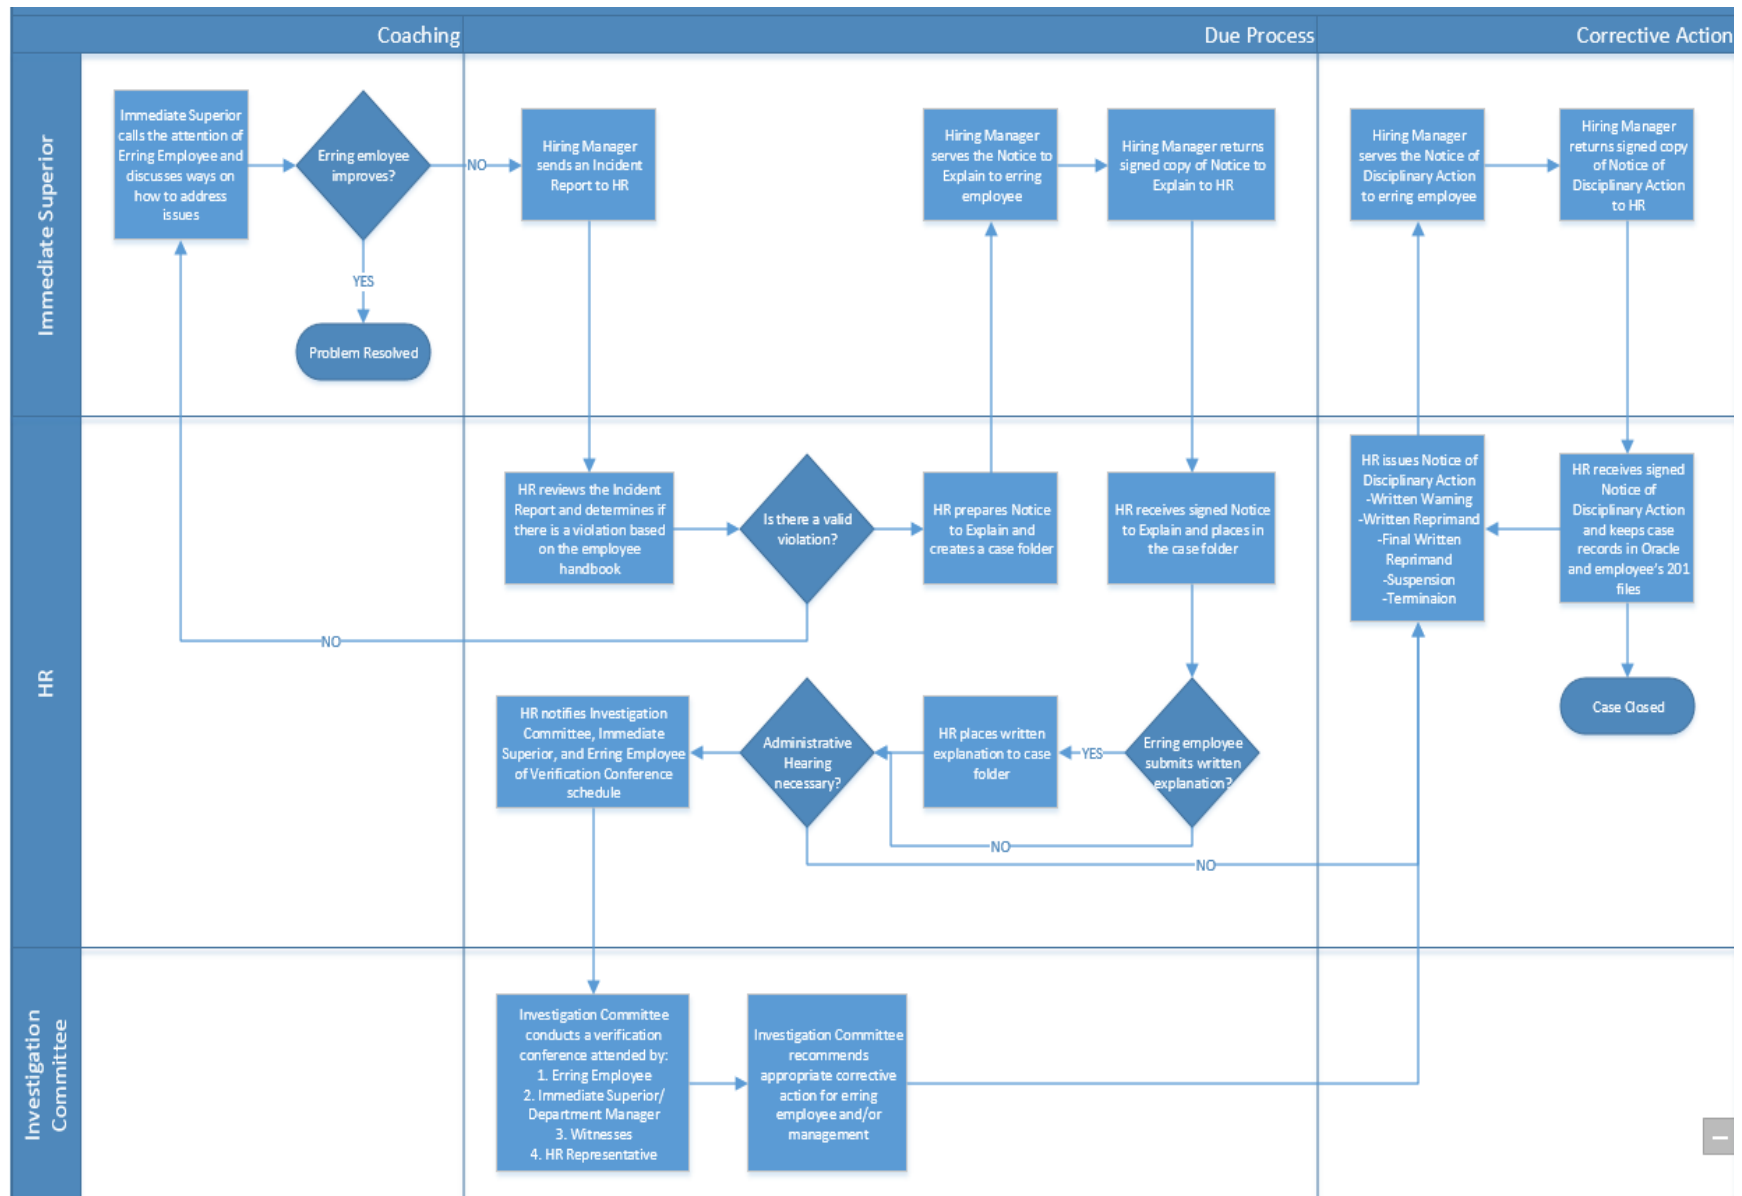 Coaching
Due Process
Corrective Action
Immediate Superior
Immediate Superior
calls the attention of
Erring Employee and
discusses ways on
how to address
issues
Erring emloyee
improves?
NO
YES
Problem Resolved
Hiring Manager
sends an Incident
Report to HR
Hiring Manager
serves the Notice to
Explain to erring
employee
Hiring Manager returns
signed copy of Notice to
Explain to HR
Hiring Manager
serves the Notice of
Disciplinary Action
to erring employee
Hiring Manager
returns signed copy
of Notice of
Disciplinary Action
to HR
HR
HR reviews the Incident
Report and determines if
there is a violation based
on the employee
handbook
Is there a valid
violation?
NO
HR prepares Notice
to Explain and
creates a case folder
HR receives signed Notice
to Explain and places in
the case folder
HR issues Notice of
Disciplinary Action
-Written Warning
-Written Reprimand
-Final Written
Reprimand
-Suspension
-Terminaion
HR receives signed
Notice of
Disciplinary Action
and keeps case
records in Oracle
and employee's 201
files
HR notifies Investigation
Committee, Immediate
Superior, and Erring Employee
of Verification Conference
schedule
Administrative
Hearing
necessary?
HR places written
explanation to case
folder
YES
Erring employee
submits written
explanation?
NO
NO
Case Closed
Investigation
Committee
Investigation Committee
conducts a verification
conference attended by:
1. Erring Employee
2. Immediate Superior/
Department Manager
3. Witnesses
4. HR Representative
Investigation Committee
recommends
appropriate corrective
action for erring
employee and/or
management